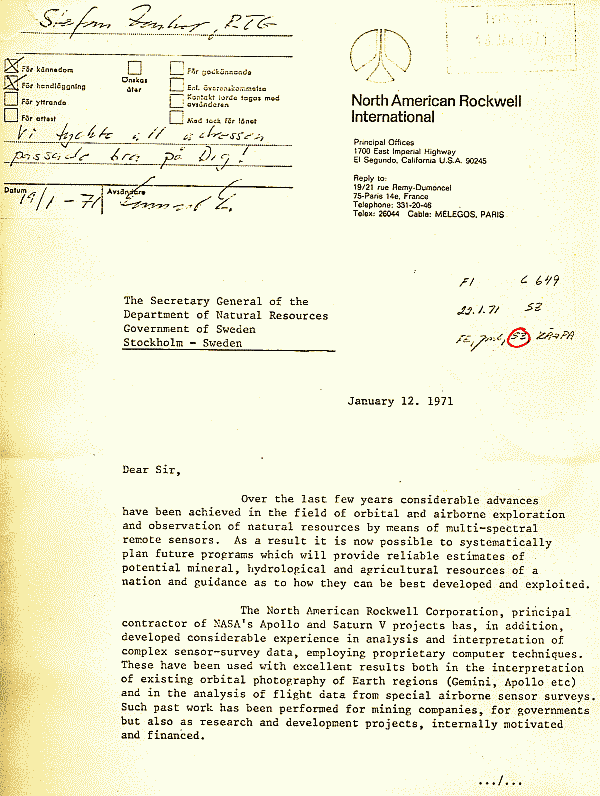 Stefan Zenker, RTG
För kännedom
För handläggning
För yttrande
För attest
Önskas åter
För godkännande
Enl. överenskommelse
Kontakt torde tagas med avsändaren
Med tack för lånet
Vi tyckte att adressen
passade bra på Dig!
Datum
Avsändare
19/1 - 71
North American Rockwell
International
Principal Offices
1700 East Imperial Highway
El Segundo, California U.S.A. 90245
Reply to:
19/21 rue Remy-Dumoncel
75-Paris 14e, France
Telephone: 331-20-46
Telex: 26044 Cable: MELEGOS, PARIS
F1 C 649
22.1.71 SZ
FE, SZ
The Secretary General of the
Department of Natural Resources
Government of Sweden
Stockholm - Sweden
January 12. 1971
Dear Sir,
Over the last few years considerable advances
have been achieved in the field of orbital and airborne exploration
and observation of natural resources by means of multi-spectral
remote sensors. As a result it is now possible to systematically
plan future programs which will provide reliable estimates of
potential mineral, hydrological and agricultural resources of a
nation and guidance as to how they can be best developed and exploited.
The North American Rockwell Corporation, principal
contractor of NASA's Apollo and Saturn V projects has, in addition,
developed considerable experience in analysis and interpretation of
complex sensor-survey data, employing proprietary computer techniques.
These have been used with excellent results both in the interpretation
of existing orbital photography of Earth regions (Gemini, Apollo etc)
and in the analysis of flight data from special airborne sensor surveys.
Such past work has been performed for mining companies, for governments
but also as research and development projects, internally motivated
and financed.
.../...